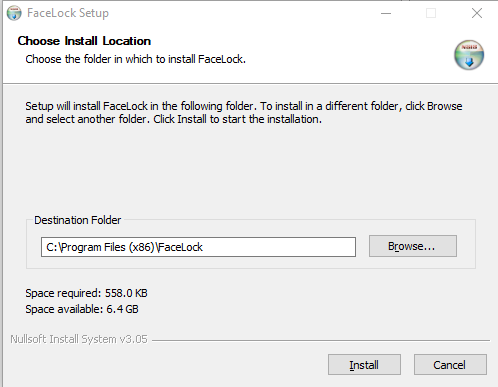 FaceLock Setup
Choose Install Location
Choose the folder in which to install FaceLock.
Setup will install FaceLock in the following folder. To install in a different folder, click Browse
and select another folder. Click Install to start the installation.
Destination Folder
C:\Program Files (x86)\FaceLock
Browse...
Space required: 558.0 KB
Space available: 6.4 GB
Nullsoft Install System v3.05
Install
Cancel